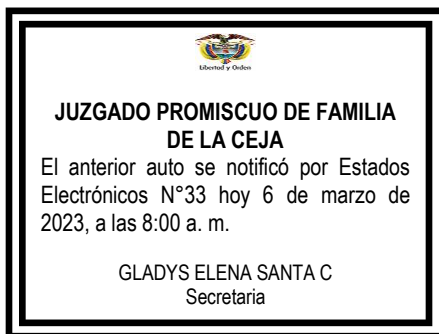 Libertad y Orden
JUZGADO PROMISCUO DE FAMILIA
DE LA CEJA
El anterior auto se notificó por Estados
Electrónicos N°33 hoy 6 de marzo de
2023, a las 8:00 a. m.
GLADYS ELENA SANTA C
Secretaria